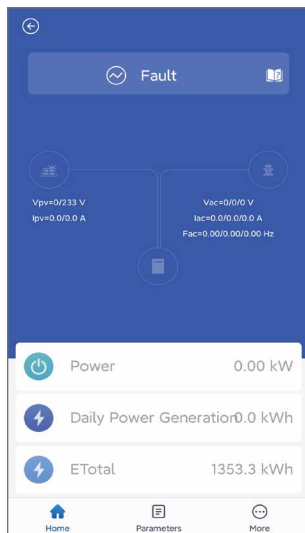 Fault
Vpv=0/233 V
Ipv=0.0/0.0 A
Vac=0/0/0 V
Iac=0.0/0.0/0.0 A
Fac=0.00/0.00/0.00 Hz
Power 0.00 kW
Daily Power Generation 0.0 kWh
ETotal 1353.3 kWh
Home Parameters More